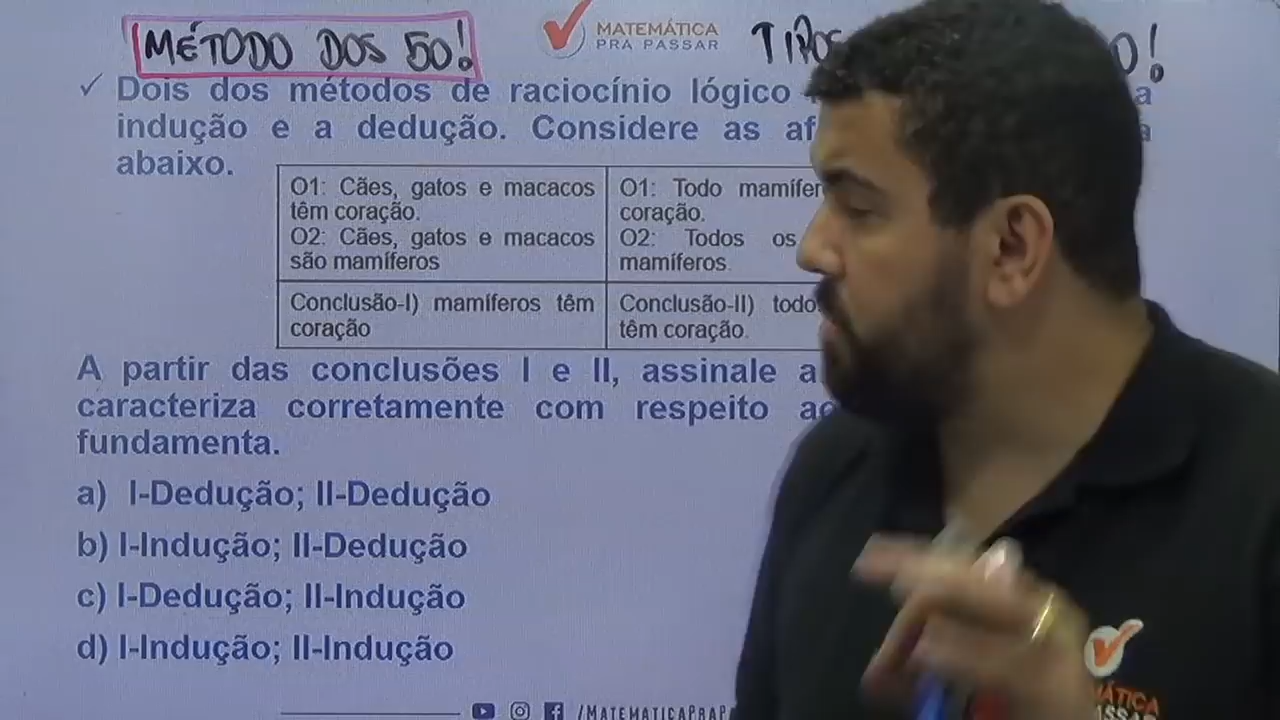 MÉTODO DOS 50!
MATEMÁTICA
PRA PASSAR
O!
✓ Dois dos métodos de raciocínio lógico
indução e a dedução. Considere as
abaixo.
O1: Cães, gatos e macacos
têm coração.
O2: Cães, gatos e macacos
são mamíferos
O1: Todo
coração.
O2: Todos os
mamíferos.
Conclusão-I) mamíferos têm
coração
Conclusão-II)
têm coração.
A partir das conclusões I e II, assinale a
caracteriza corretamente com respeito
fundamenta.
a) I-Dedução; II-Dedução
b) I-Indução; II-Dedução
c) I-Dedução; II-Indução
d) I-Indução; II-Indução